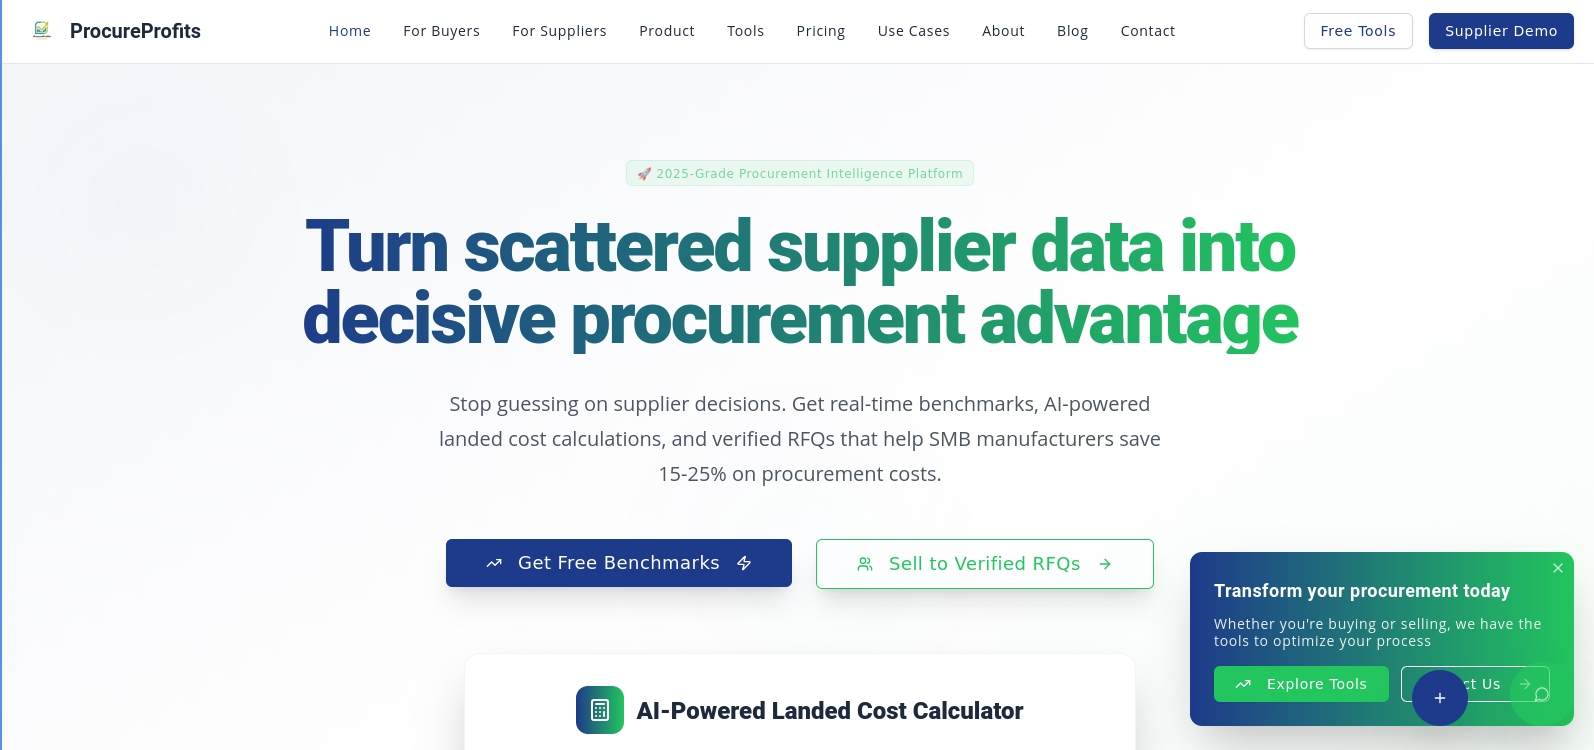 ProcureProfits
Home For Buyers For Suppliers Product Tools Pricing Use Cases About Blog Contact
Free Tools Supplier Demo
🚀 2025-Grade Procurement Intelligence Platform
Turn scattered supplier data into
decisive procurement advantage
Stop guessing on supplier decisions. Get real-time benchmarks, AI-powered
landed cost calculations, and verified RFQs that help SMB manufacturers save
15-25% on procurement costs.
Get Free Benchmarks Sell to Verified RFQs
AI-Powered Landed Cost Calculator
Transform your procurement today
Whether you're buying or selling, we have the
tools to optimize your process
Explore Tools Us